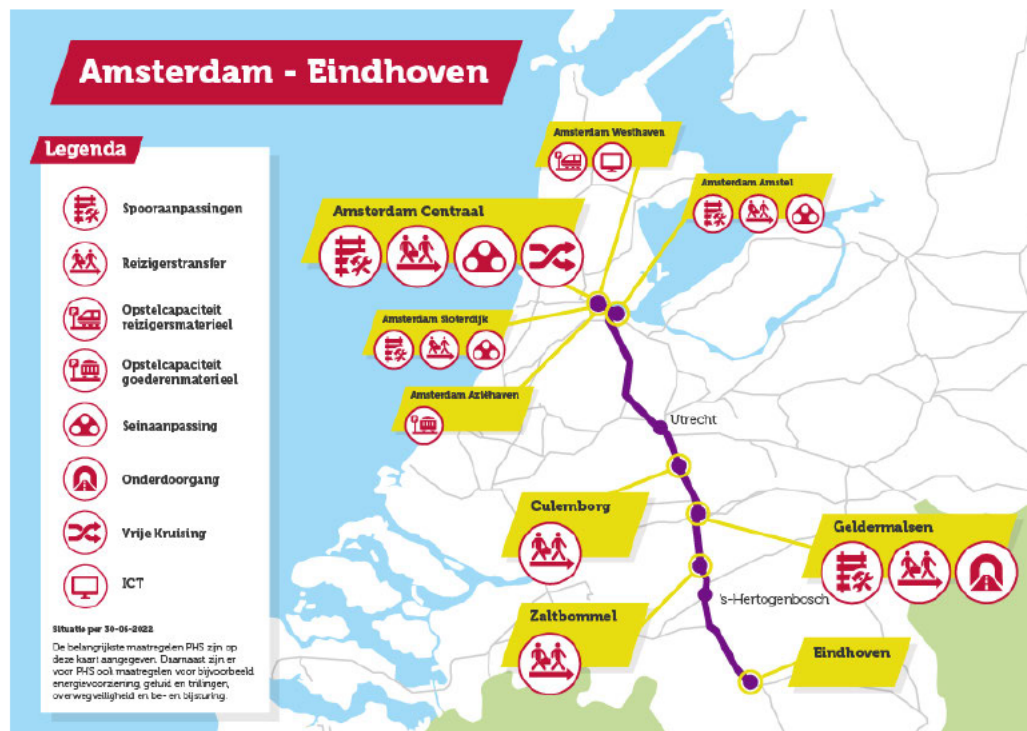 Amsterdam - Eindhoven
Legenda
Spooraanpassingen
Reizigerstransfer
Opstelcapaciteit
reizigersmaterieel
Opstelcapaciteit
goederenmaterieel
Seinaanpassing
Onderdoorgang
Vrije Kruising
ICT
Situatie per 30-06-2022
De belangrijkste maatregelen PHS zijn op
deze kaart aangegeven. Daarnaast zijn er
voor PHS ook maatregelen voor bijvoorbeeld
energievoorziening, geluid en trillingen,
overwegveiligheid en be- en bijsturing.
Amsterdam Westhaven
Amsterdam Amstel
Amsterdam Centraal
Amsterdam Sloterdijk
Amsterdam Aziëhaven
Utrecht
Culemborg
Geldermalsen
Zaltbommel
's-Hertogenbosch
Eindhoven